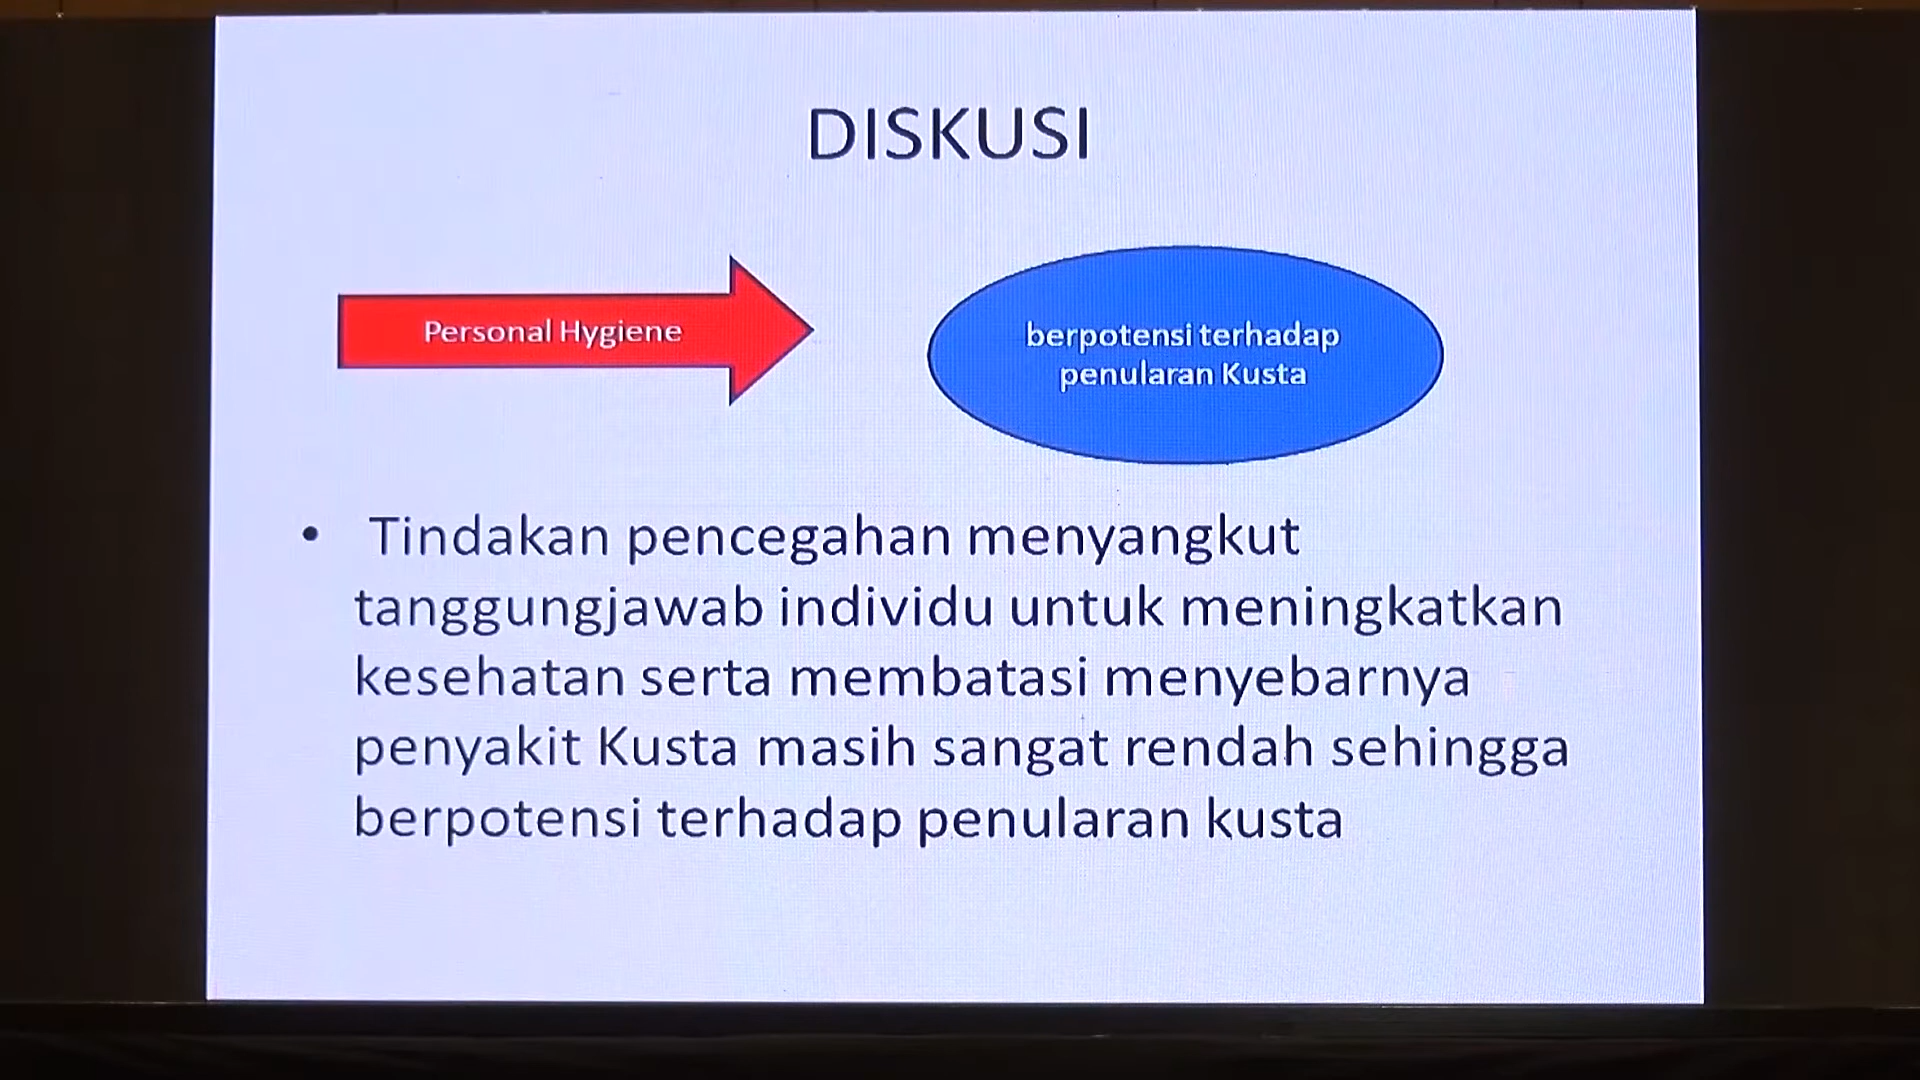 DISKUSI
Personal Hygiene
berpotensi terhadap
penularan Kusta
• Tindakan pencegahan menyangkut
tanggungjawab individu untuk meningkatkan
kesehatan serta membatasi menyebarnya
penyakit Kusta masih sangat rendah sehingga
berpotensi terhadap penularan kusta